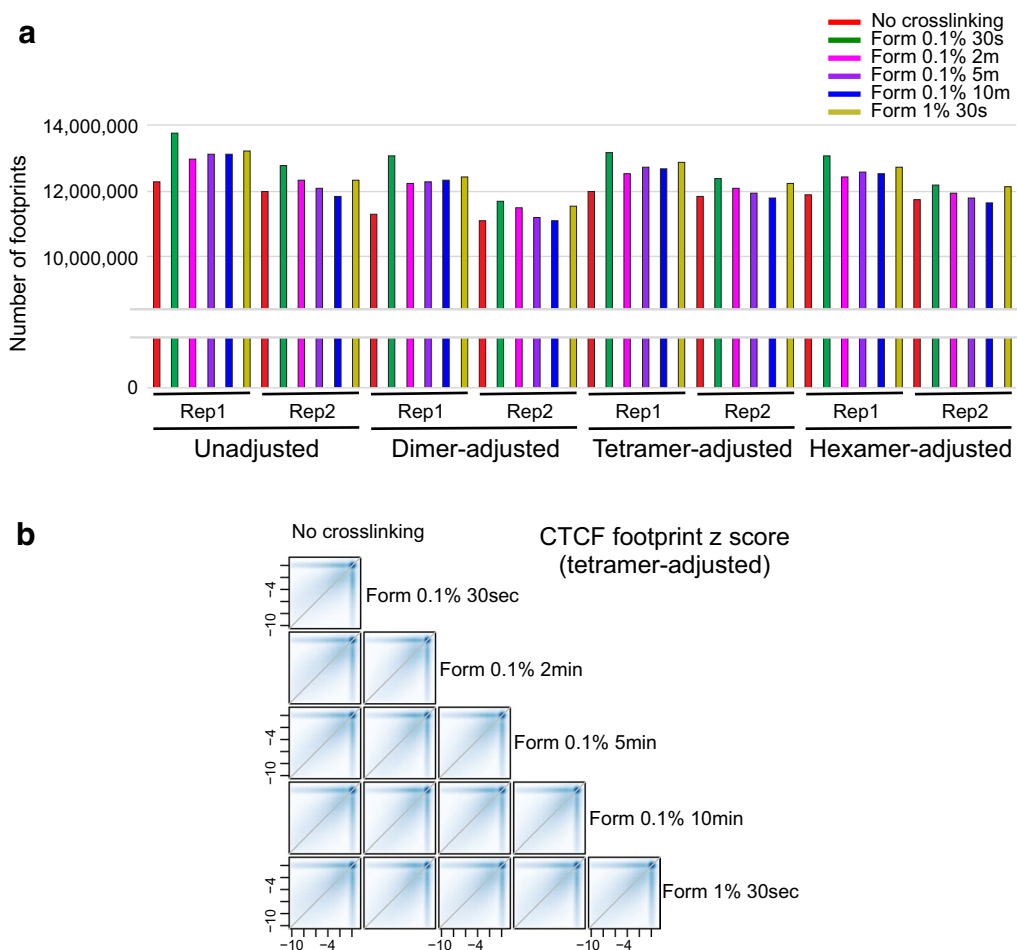 a
No crosslinking
Form 0.1% 30s
Form 0.1% 2m
Form 0.1% 5m
Form 0.1% 10m
Form 1% 30s
Number of footprints
14,000,000
12,000,000
10,000,000
0
Rep1 Rep2 Rep1 Rep2 Rep1 Rep2 Rep1 Rep2
Unadjusted Dimer-adjusted Tetramer-adjusted Hexamer-adjusted
b
No crosslinking
CTCF footprint z score
(tetramer-adjusted)
−4
−10
Form 0.1% 30sec
Form 0.1% 2min
−4
−10
Form 0.1% 5min
Form 0.1% 10min
−4
−10
Form 1% 30sec
−10 −4 −10 −4 −10 −4